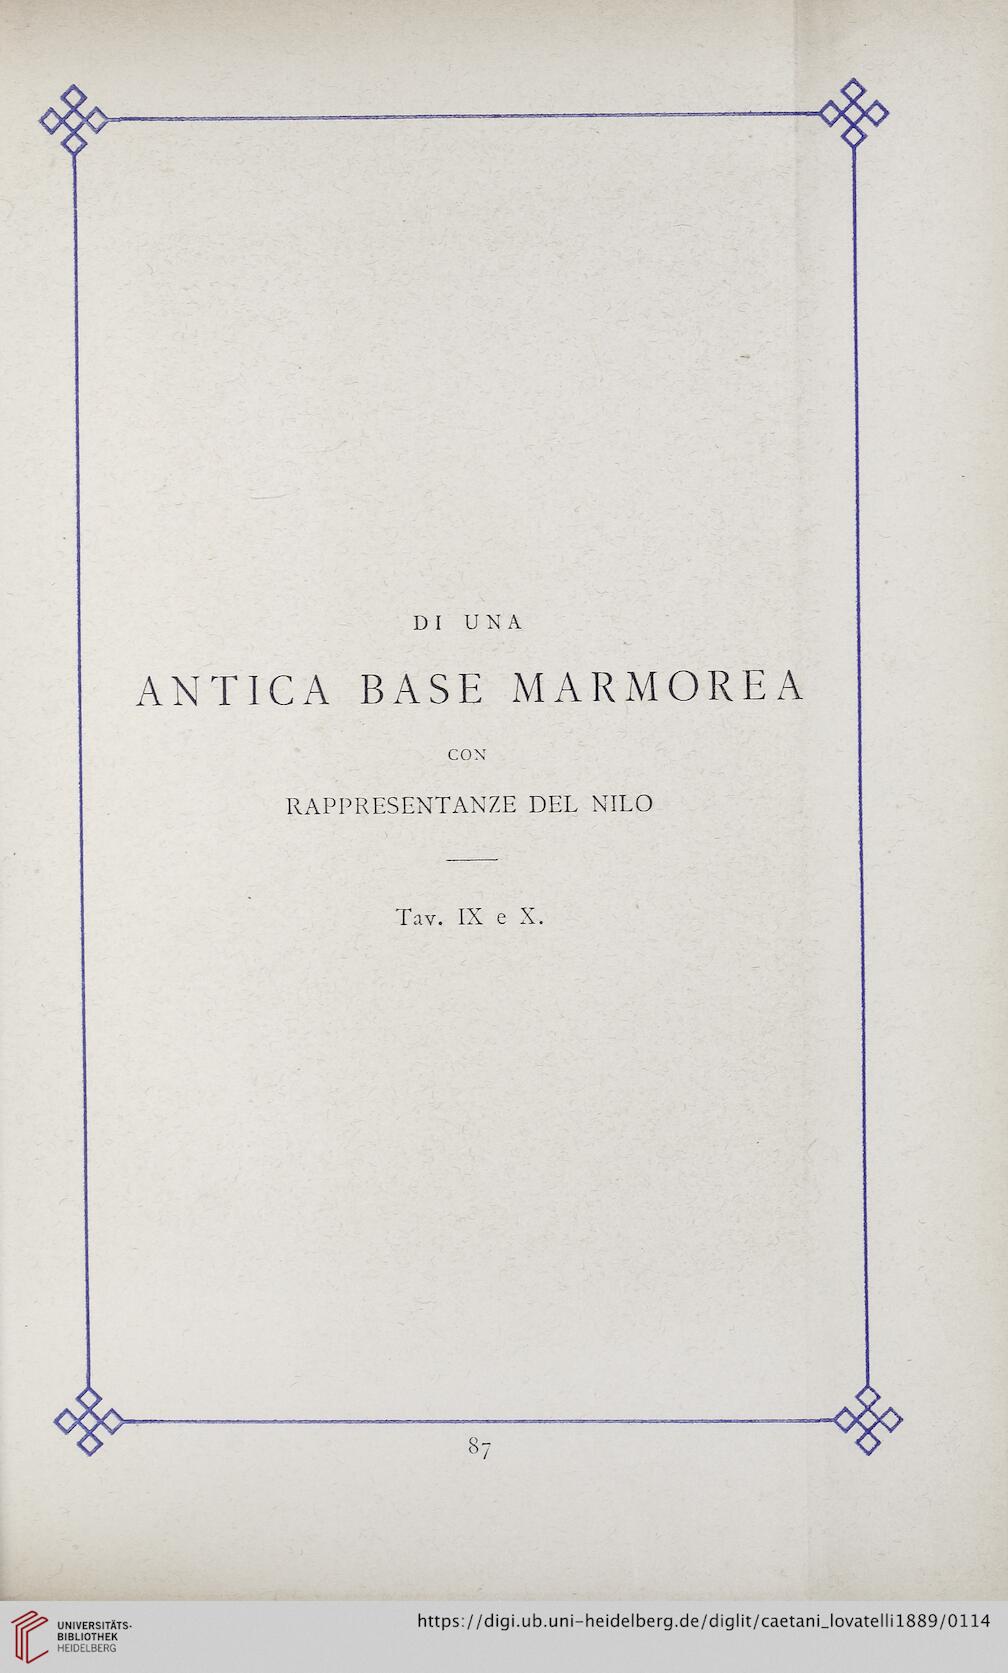 DI UNA
ANTICA BASE MARMOREA
CON
RAPPRESENTANZE DEL NILO
Tav. IX e X.
87
UNIVERSITÄTS-
BIBLIOTHEK
HEIDELBERG
https://digi.ub.uni-heidelberg.de/diglit/caetani_lovatelli1889/0114